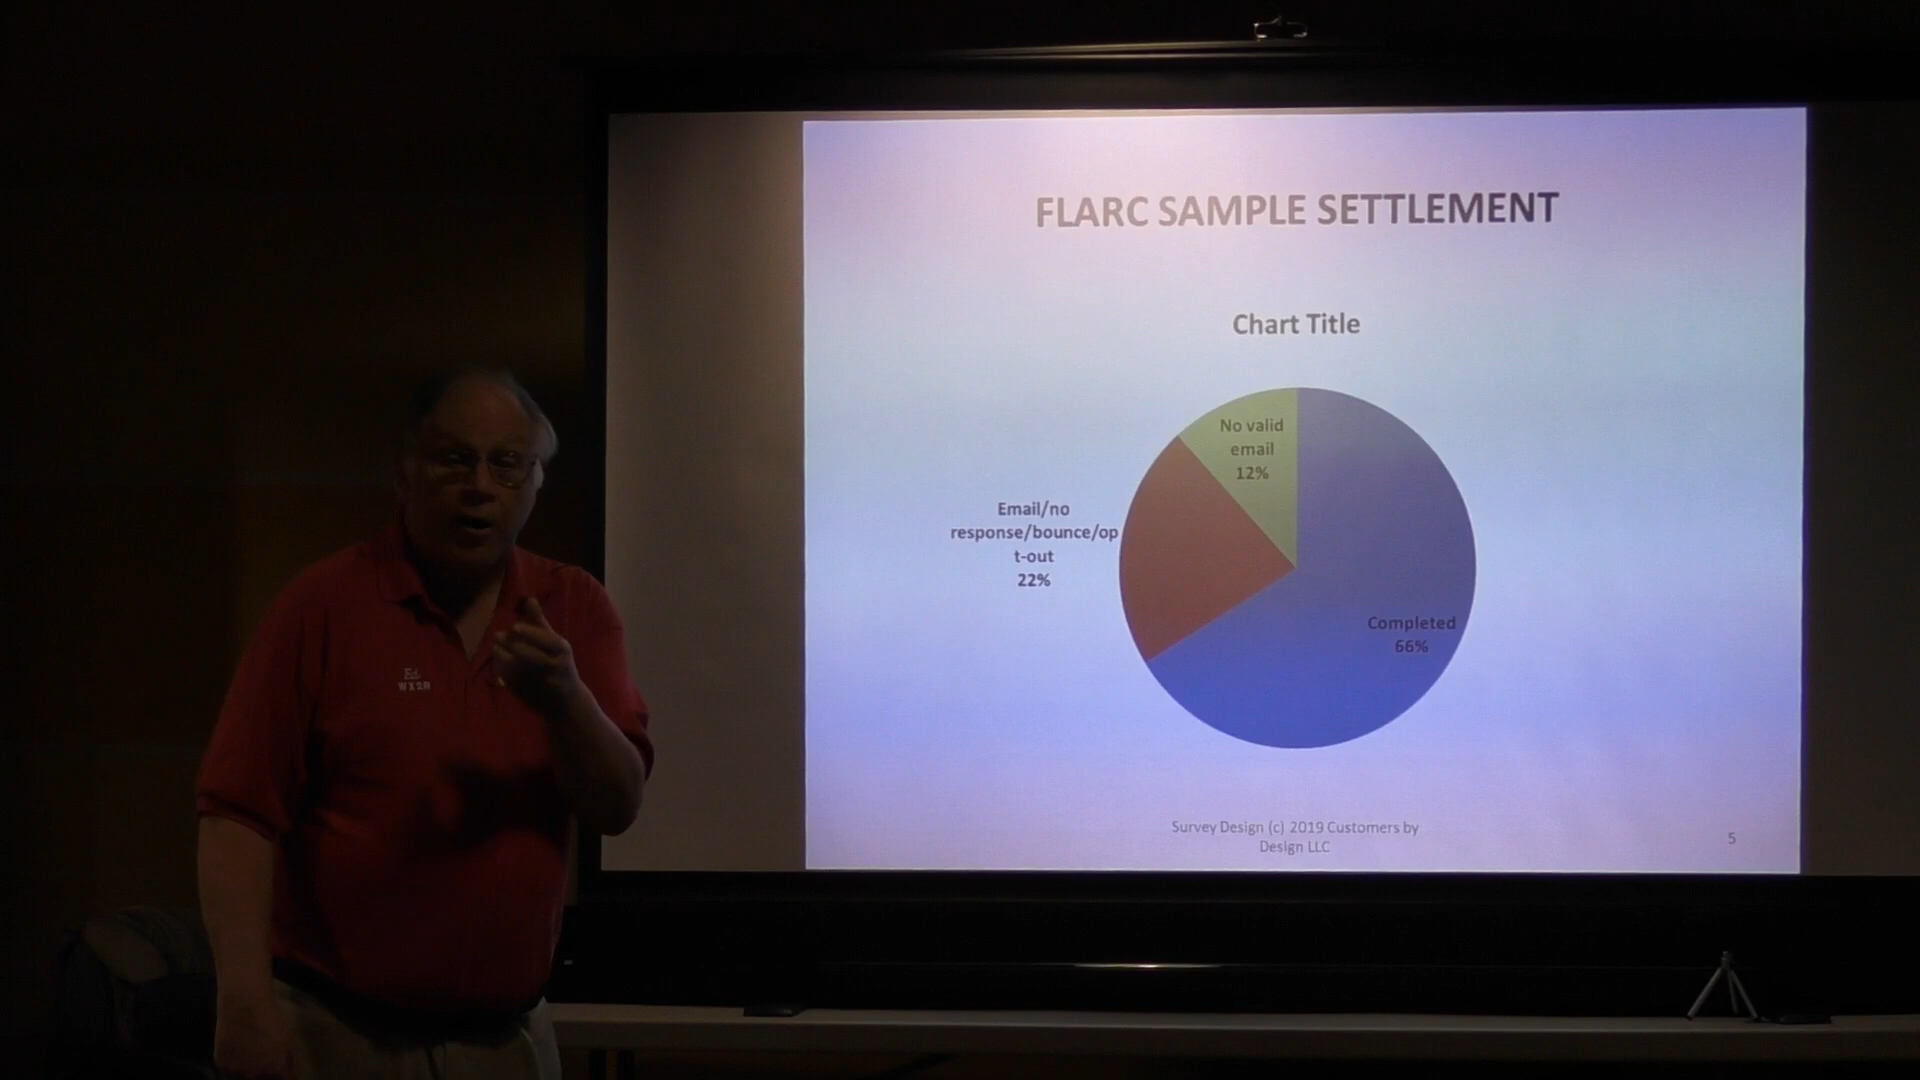 FLARC SAMPLE SETTLEMENT
Chart Title
No valid
email
12%
Email/no
response/bounce/op
t-out
22%
Completed
66%
Survey Design (c) 2019 Customers by
Design LLC
5
Ed